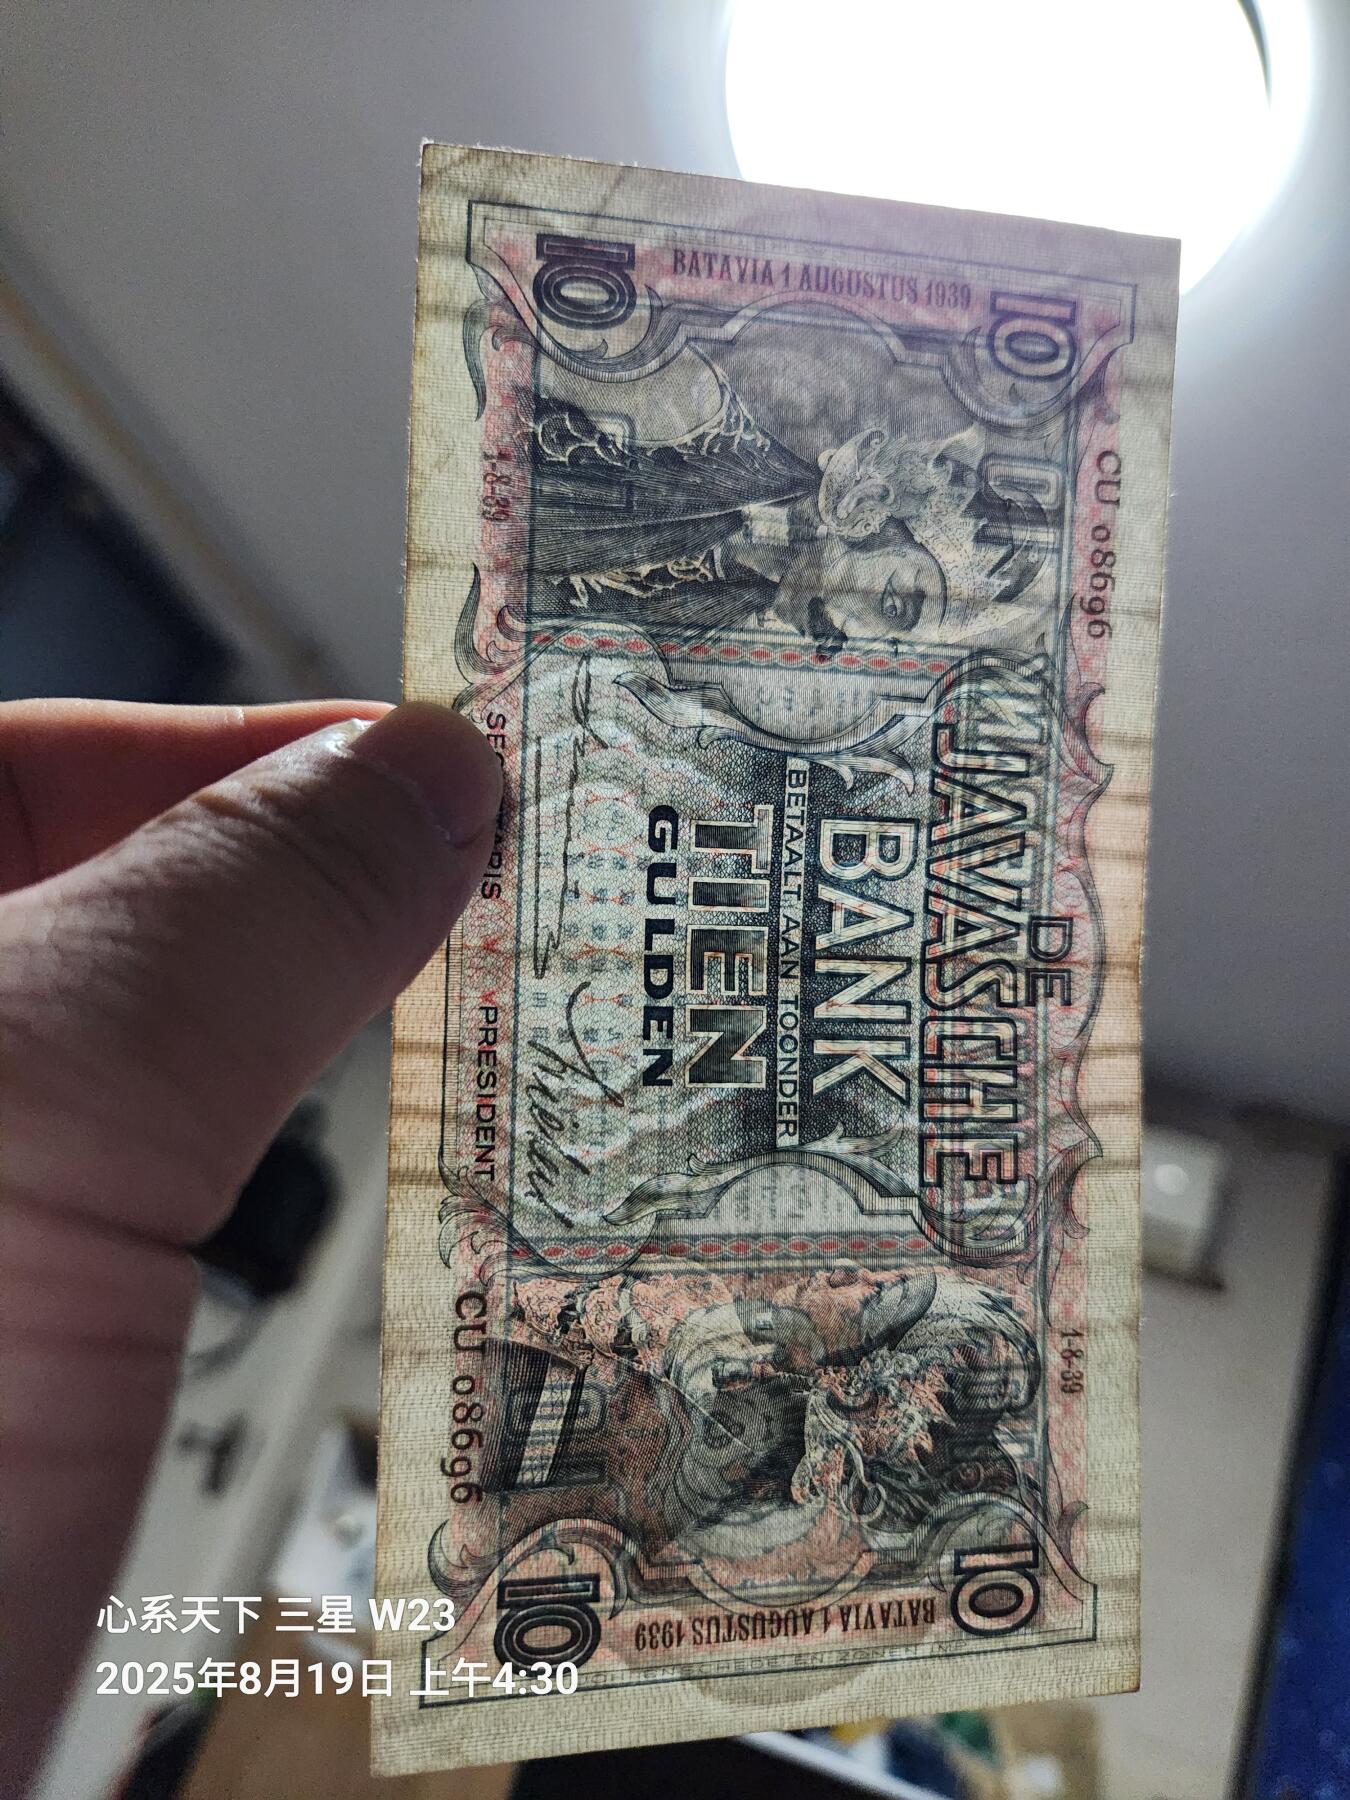 BATAVIA 1 AUGUSTUS 1939
10
10
CU 08696
1-8-39
DE
JAVASCHE
BANK
BETAALT AAN TOONDER
TIEN
GULDEN
PRESIDENT
1-8-39
CU 08696
10
10
BATAVIA 1 AUGUSTUS 1939
心系天下 三星 W23
2025年8月19日 上午4:30